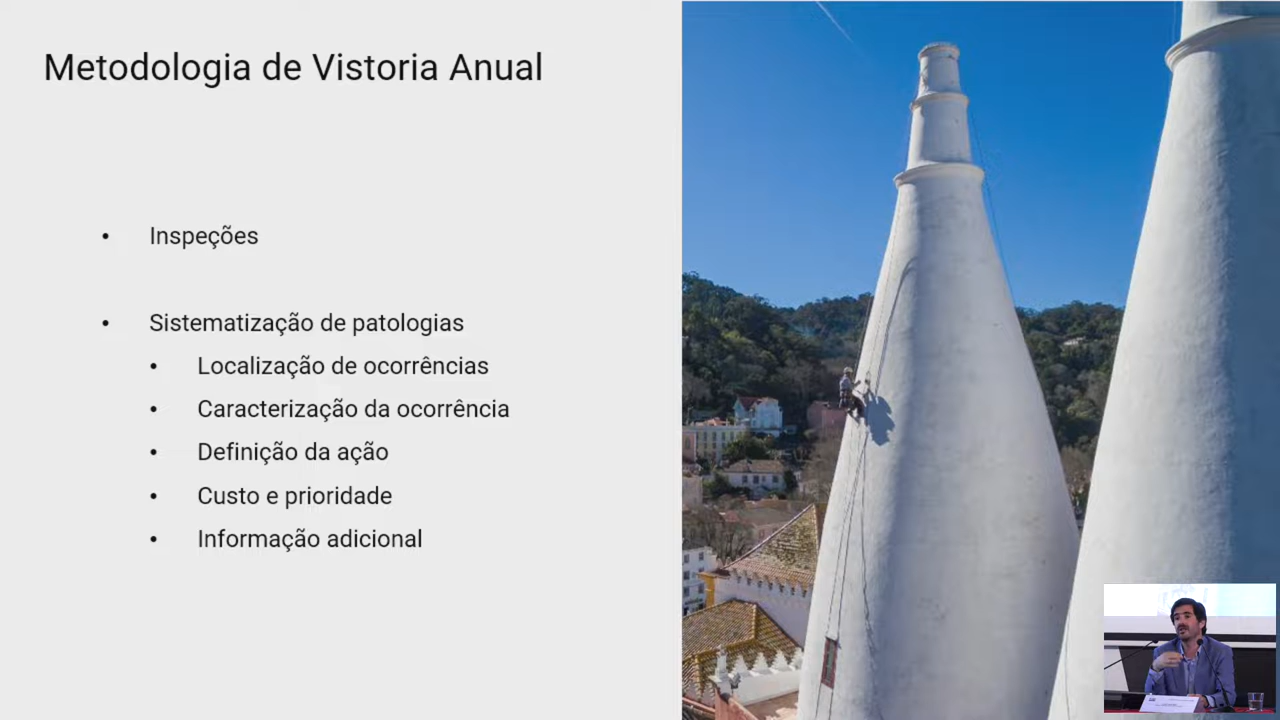 Metodologia de Vistoria Anual
• Inspeções
• Sistematização de patologias
• Localização de ocorrências
• Caracterização da ocorrência
• Definição da ação
• Custo e prioridade
• Informação adicional